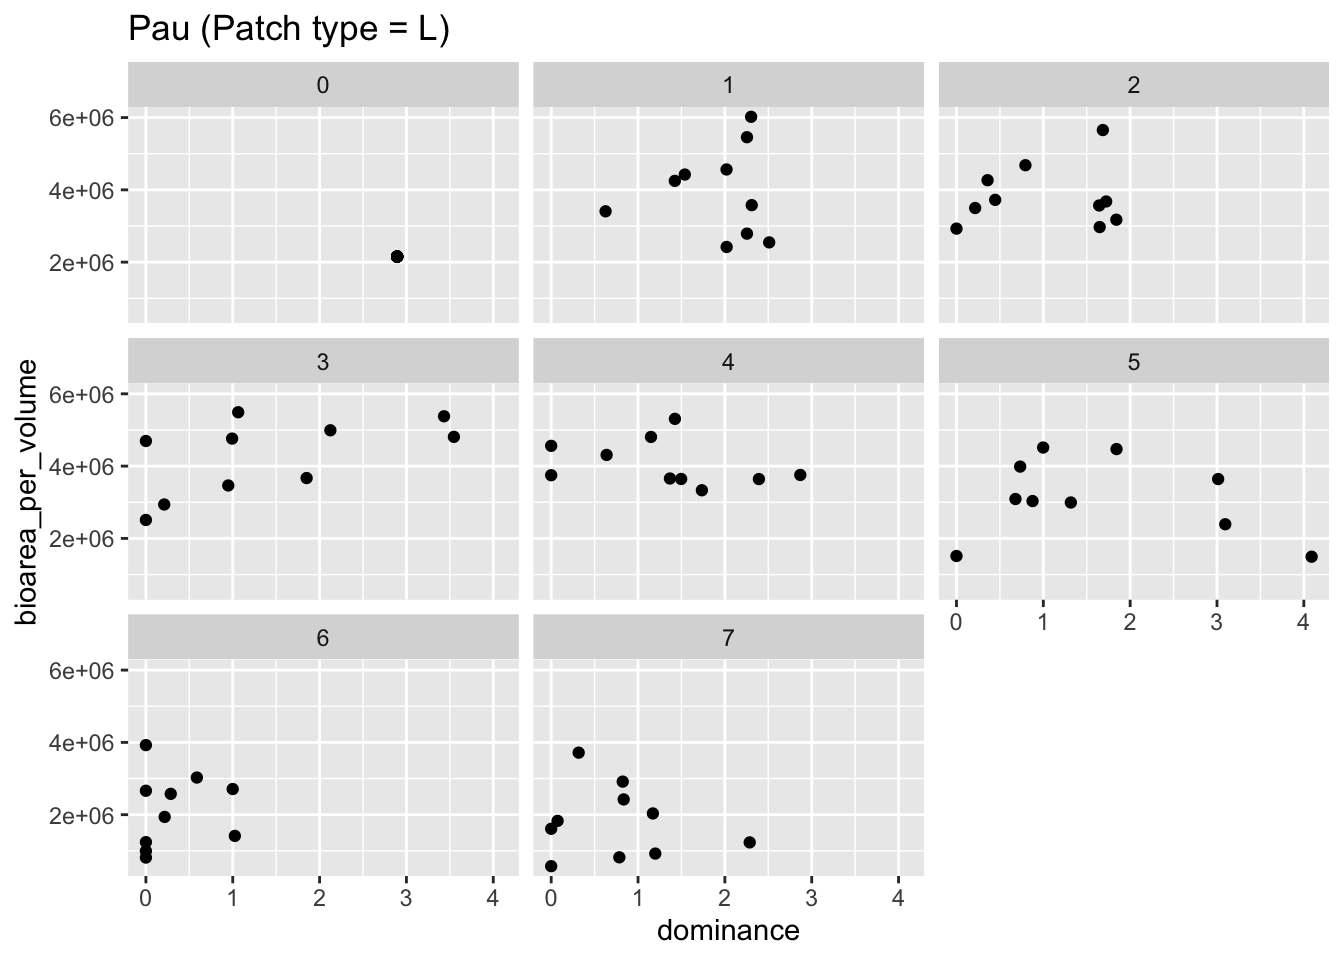 Pau (Patch type = L)
0 1 2
6e+06
4e+06
2e+06
3 4 5
6e+06
4e+06
2e+06
0 1 2 3 4
6 7
6e+06
4e+06
2e+06
0 1 2 3 4 0 1 2 3 4
dominance
bioarea_per_volume